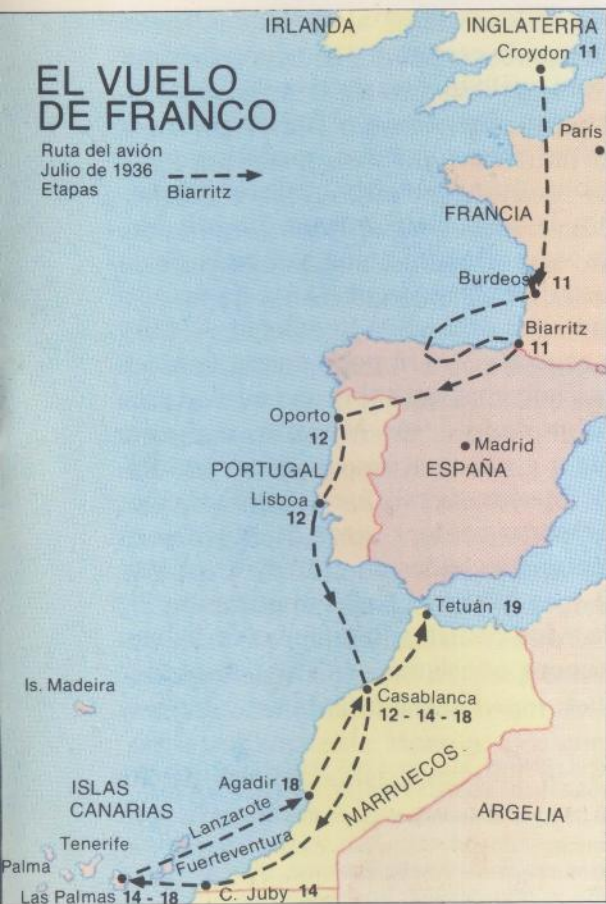 IRLANDA
INGLATERRA
Croydon 11
EL VUELO
DE FRANCO
Ruta del avión
Julio de 1936
Etapas
Biarritz
París
FRANCIA
Burdeos 11
Biarritz
11
Oporto
12
Madrid
PORTUGAL
ESPAÑA
Lisboa
12
Tetuán 19
Is. Madeira
Casablanca
12 - 14 - 18
Agadir 18
MARRUECOS
ISLAS
CANARIAS
Lanzarote
ARGELIA
Tenerife
Fuerteventura
Palma
Las Palmas 14 - 18
C. Juby 14